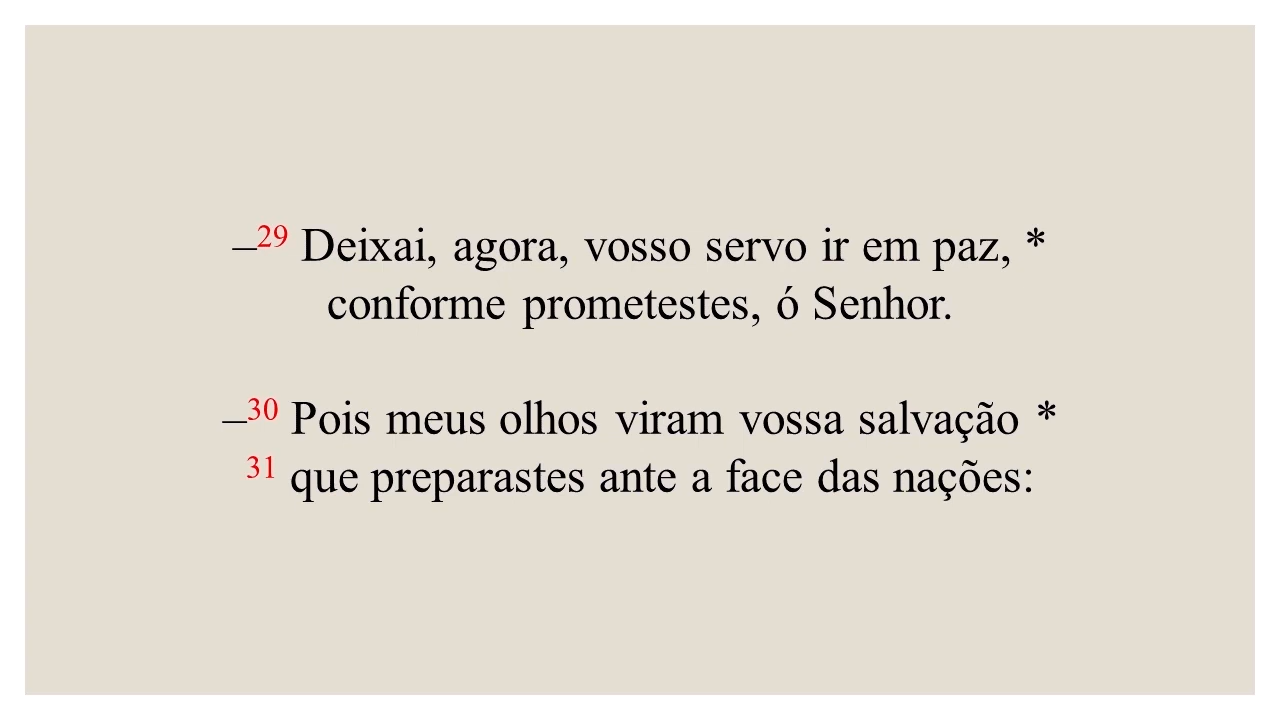 –29 Deixai, agora, vosso servo ir em paz, *
conforme prometestes, ó Senhor.
–30 Pois meus olhos viram vossa salvação *
31 que preparastes ante a face das nações: